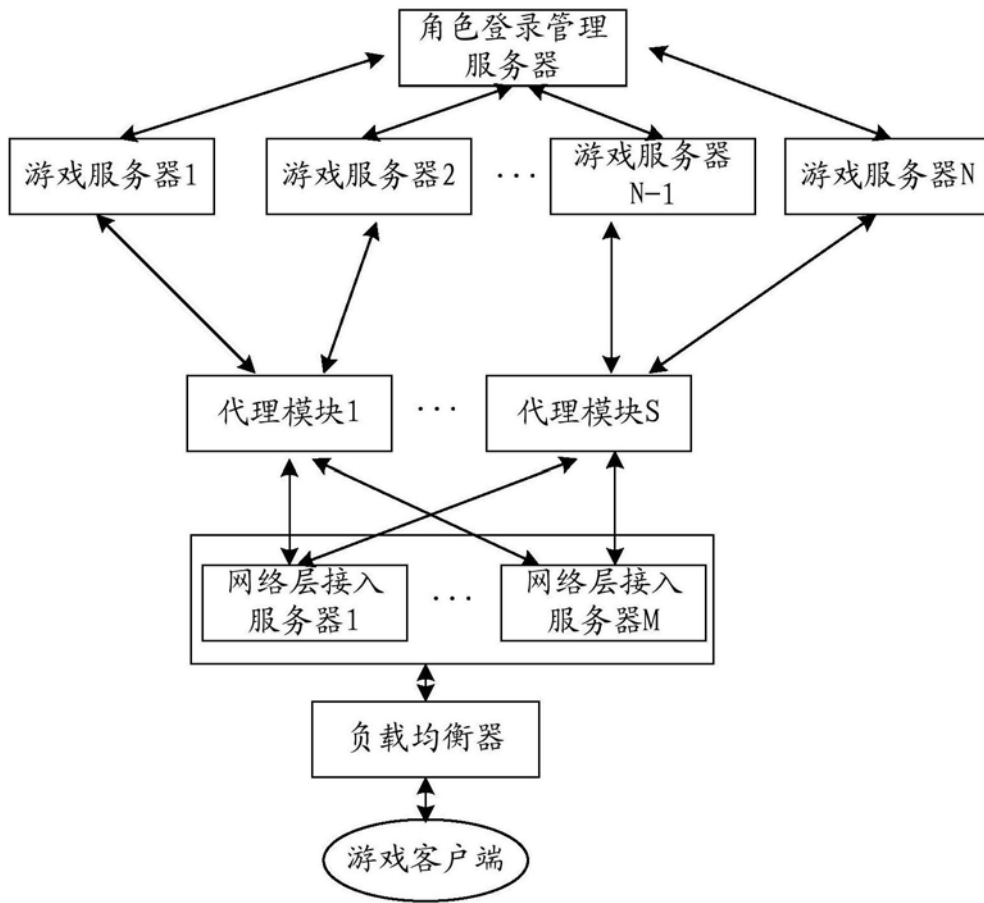 角色登录管理
服务器
游戏服务器1
游戏服务器2
...
游戏服务器
N-1
游戏服务器N
代理模块1
...
代理模块S
网络层接入
服务器1
...
网络层接入
服务器M
负载均衡器
游戏客户端